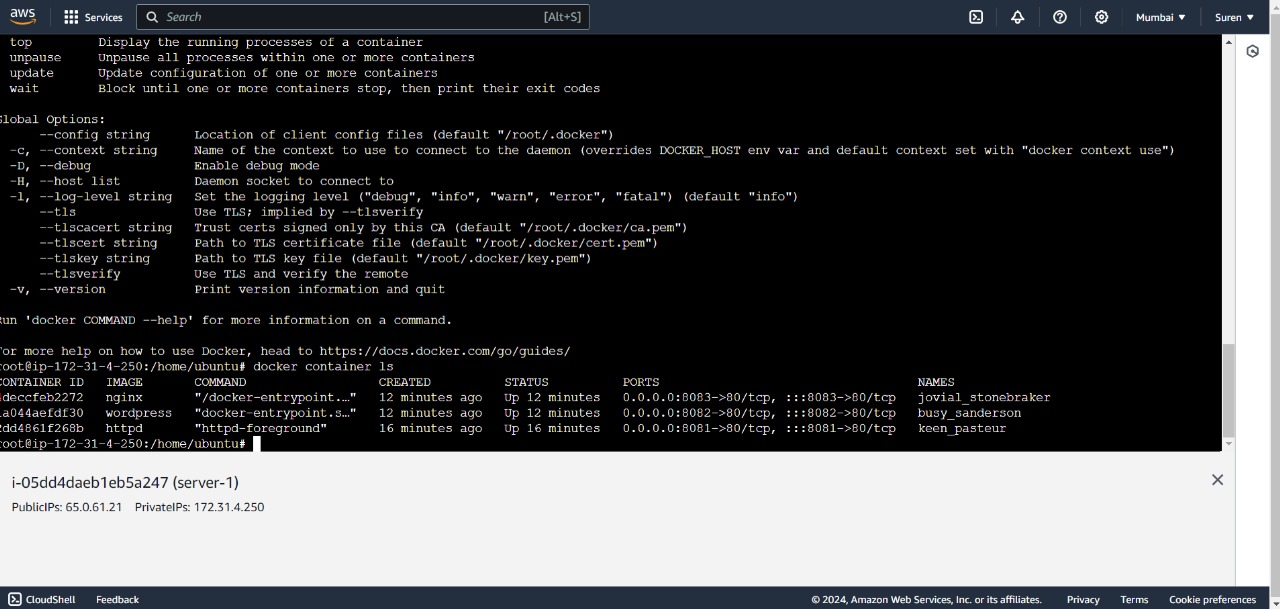 aws Services Search [Alt+S] Mumbai Suren
top Display the running processes of a container
unpause Unpause all processes within one or more containers
update Update configuration of one or more containers
wait Block until one or more containers stop, then print their exit codes
lobal Options:
--config string Location of client config files (default "/root/.docker")
-c, --context string Name of the context to use to connect to the daemon (overrides DOCKER_HOST env var and default context set with "docker context use")
-D, --debug Enable debug mode
-H, --host list Daemon socket to connect to
-l, --log-level string Set the logging level ("debug", "info", "warn", "error", "fatal") (default "info")
--tls Use TLS; implied by --tlsverify
--tlscacert string Trust certs signed only by this CA (default "/root/.docker/ca.pem")
--tlscert string Path to TLS certificate file (default "/root/.docker/cert.pem")
--tlskey string Path to TLS key file (default "/root/.docker/key.pem")
--tlsverify Use TLS and verify the remote
-v, --version Print version information and quit
un 'docker COMMAND --help' for more information on a command.
or more help on how to use Docker, head to https://docs.docker.com/go/guides/
root@ip-172-31-4-250:/home/ubuntu# docker container ls
CONTAINER ID IMAGE COMMAND CREATED STATUS PORTS NAMES
deccfeb2272 nginx "/docker-entrypoint.…" 12 minutes ago Up 12 minutes 0.0.0.0:8083->80/tcp, :::8083->80/tcp jovial_stonebraker
a044aefdf30 wordpress "docker-entrypoint.s…" 12 minutes ago Up 12 minutes 0.0.0.0:8082->80/tcp, :::8082->80/tcp busy_sanderson
2dd4861f268b httpd "httpd-foreground" 16 minutes ago Up 16 minutes 0.0.0.0:8081->80/tcp, :::8081->80/tcp keen_pasteur
root@ip-172-31-4-250:/home/ubuntu#
i-05dd4daeb1eb5a247 (server-1)
PublicIPs: 65.0.61.21 PrivateIPs: 172.31.4.250
CloudShell Feedback © 2024, Amazon Web Services, Inc. or its affiliates. Privacy Terms Cookie preferences